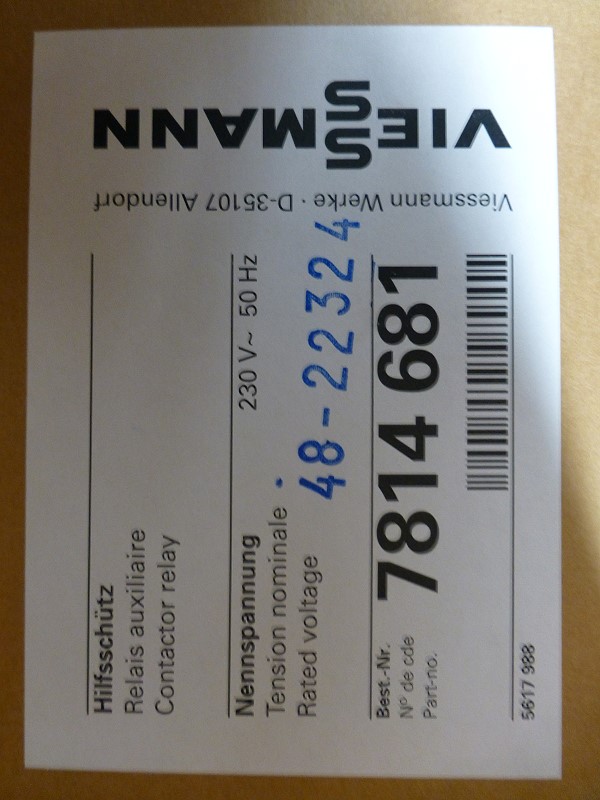 VIESSMANN
Viessmann Werke · D-35107 Allendorf
Hilfsschütz
Relais auxiliaire
Contactor relay
Nennspannung 230 V~ 50 Hz
Tension nominale
Rated voltage
48-22324
Best.-Nr.
N° de cde
Part-no.
7814 681
5617 988